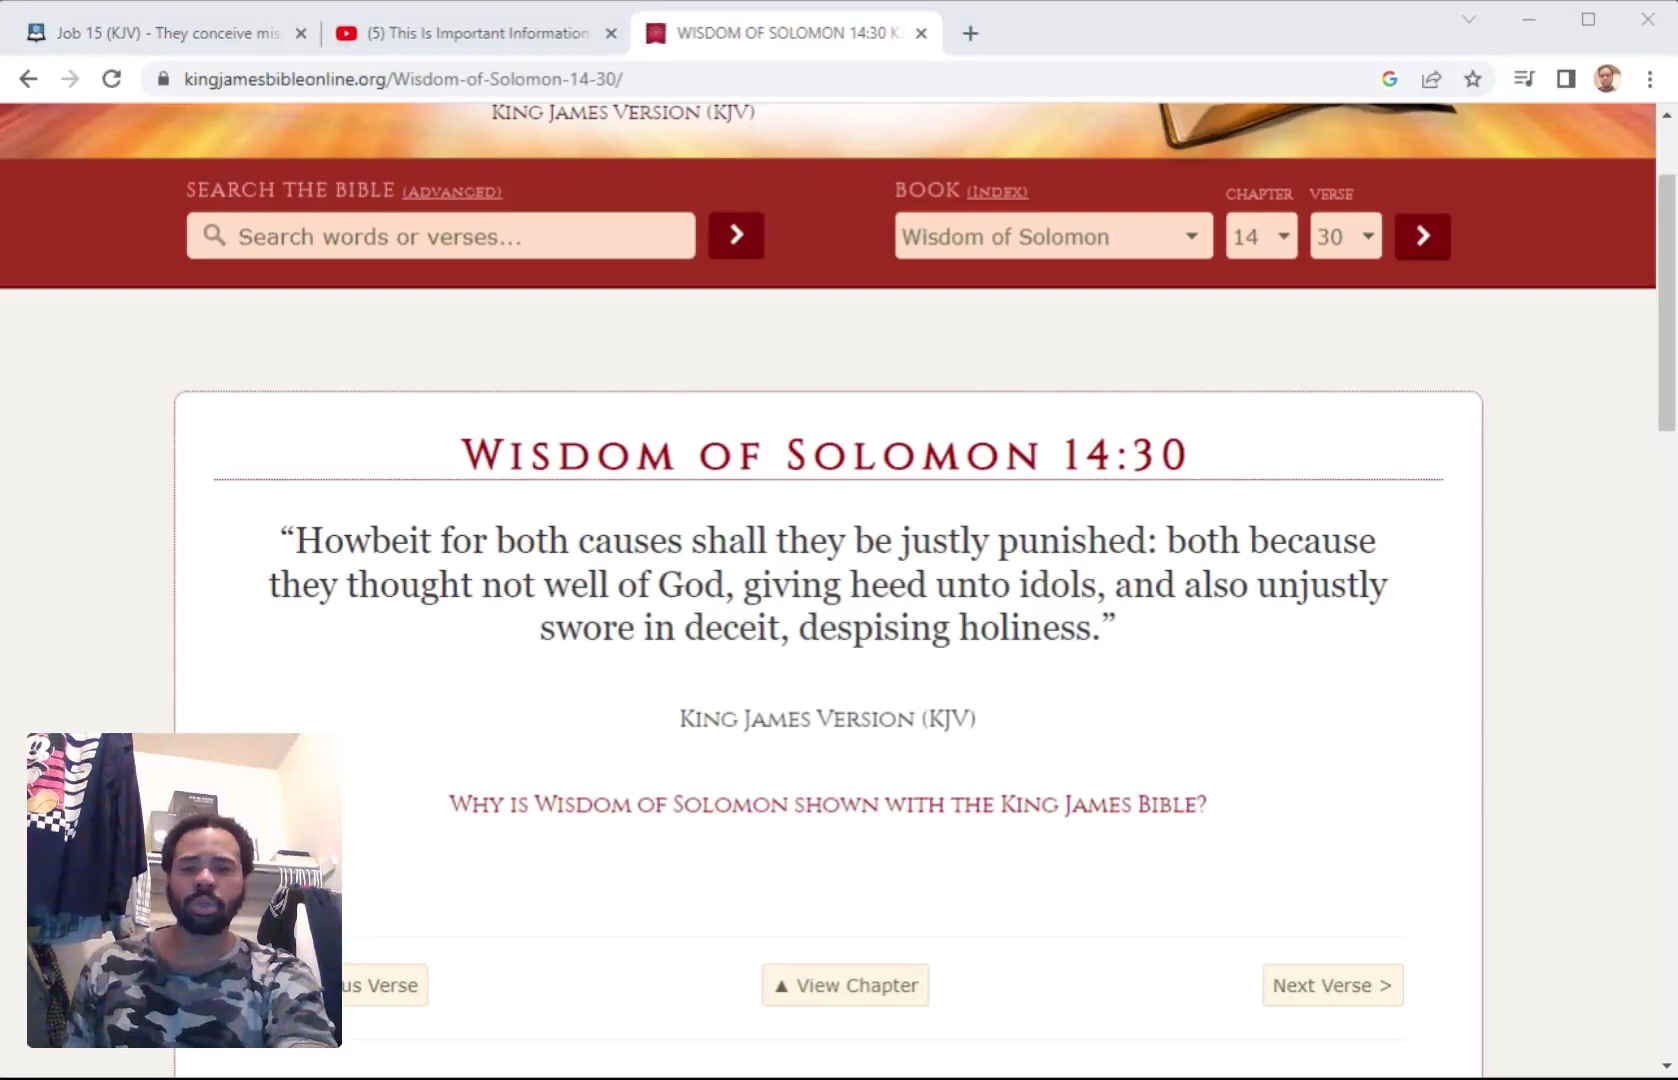 Job 15 (KJV) - They conceive mis
(5) This Is Important Information
WISDOM OF SOLOMON 14:30 K
kingjamesbibleonline.org/Wisdom-of-Solomon-14-30/
King James Version (KJV)
Search the Bible (Advanced)
Book (Index)
Chapter
Verse
Search words or verses...
Wisdom of Solomon
14
30
Wisdom of Solomon 14:30
“Howbeit for both causes shall they be justly punished: both because
they thought not well of God, giving heed unto idols, and also unjustly
swore in deceit, despising holiness.”
King James Version (KJV)
Why is Wisdom of Solomon shown with the King James Bible?
us Verse
▲ View Chapter
Next Verse >